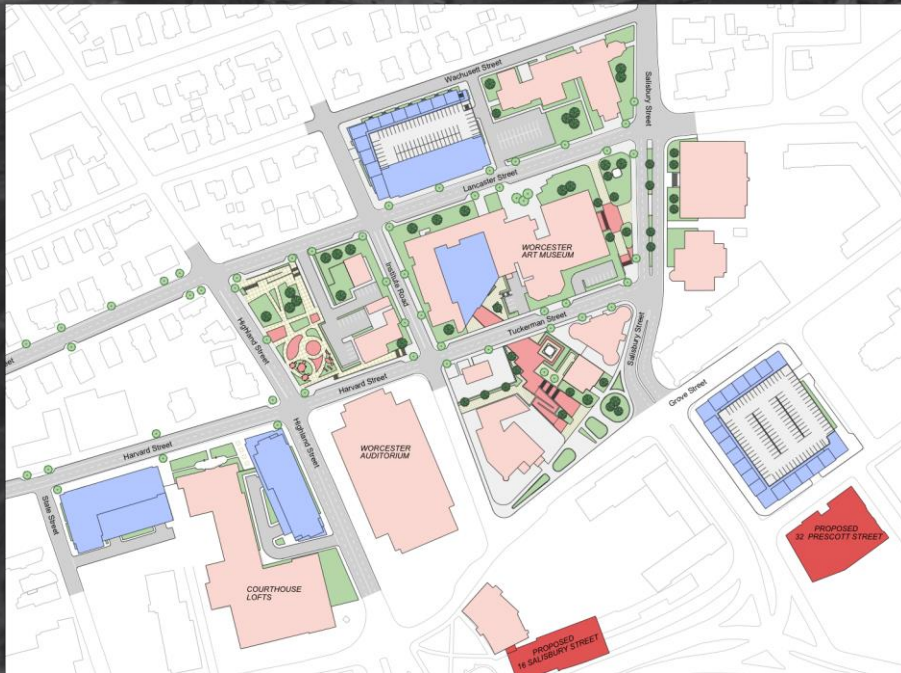 Wachusett Street
Salisbury Street
Lancaster Street
WORCESTER
ART MUSEUM
Institute Road
Tuckerman Street
Highland Street
Salisbury Street
Harvard Street
Grove Street
Harvard Street
Highland Street
WORCESTER
AUDITORIUM
State Street
COURTHOUSE
LOFTS
PROPOSED
32 PRESCOTT STREET
PROPOSED
16 SALISBURY STREET